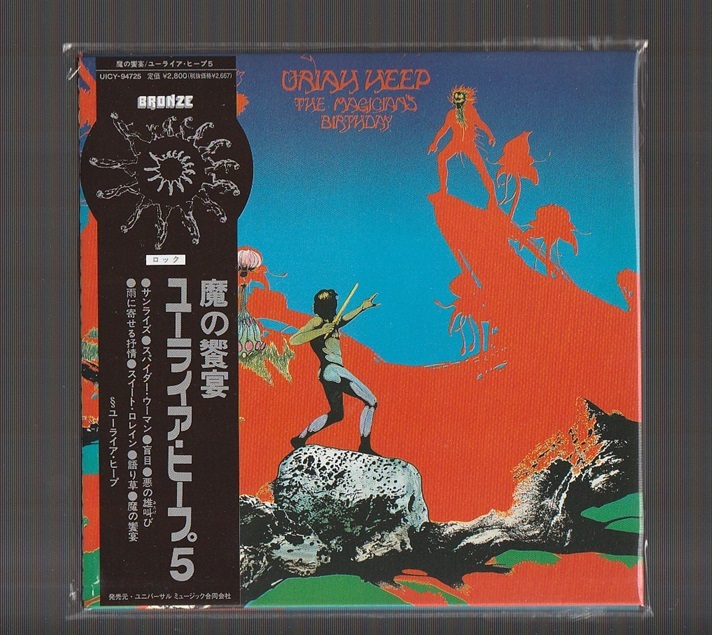 魔の饗宴/ユーライア・ヒープ5
UICY-94725 定価 ¥2,800(税抜価格¥2,667)
BRONZE
ロック
魔の饗宴
ユーライア・ヒープ5
●サンライズ●スパイダー・ウーマン●盲目●悪の雄叫び
●雨に寄せる抒情●スイート・ロレイン●語り草●魔の饗宴
§ユーライア・ヒープ
発売元・ユニバーサル ミュージック合同会社
URIAH HEEP
THE MAGICIAN'S
BIRTHDAY